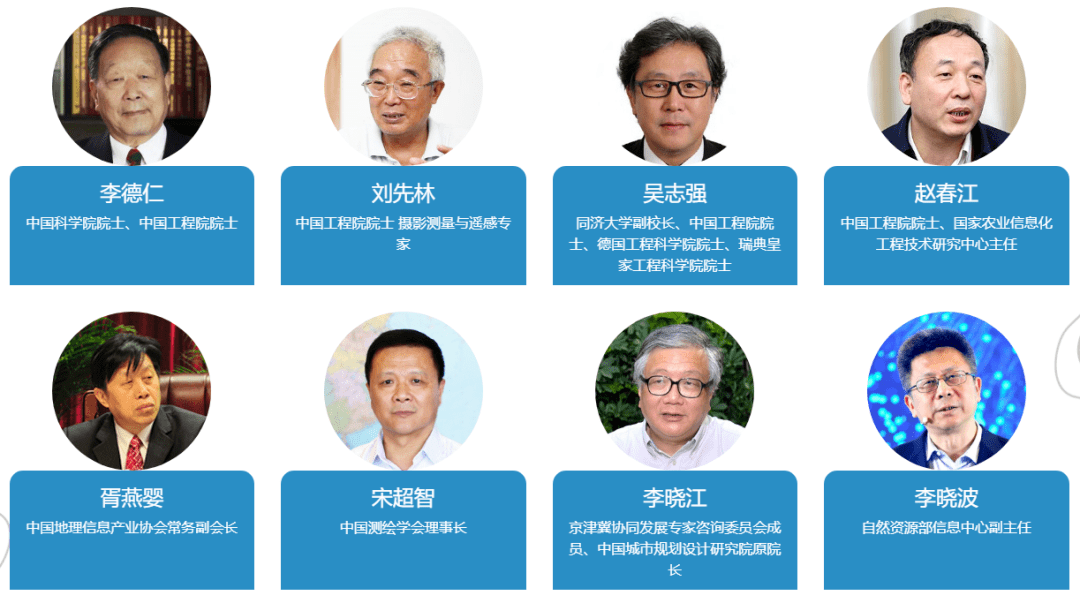 李德仁
中国科学院院士、中国工程院院士
刘先林
中国工程院院士 摄影测量与遥感专
家
吴志强
同济大学副校长、中国工程院院
士、德国工程科学院院士、瑞典皇
家工程科学院院士
赵春江
中国工程院院士、国家农业信息化
工程技术研究中心主任
胥燕婴
中国地理信息产业协会常务副会长
宋超智
中国测绘学会理事长
李晓江
京津冀协同发展专家咨询委员会成
员、中国城市规划设计研究院原院
长
李晓波
自然资源部信息中心副主任